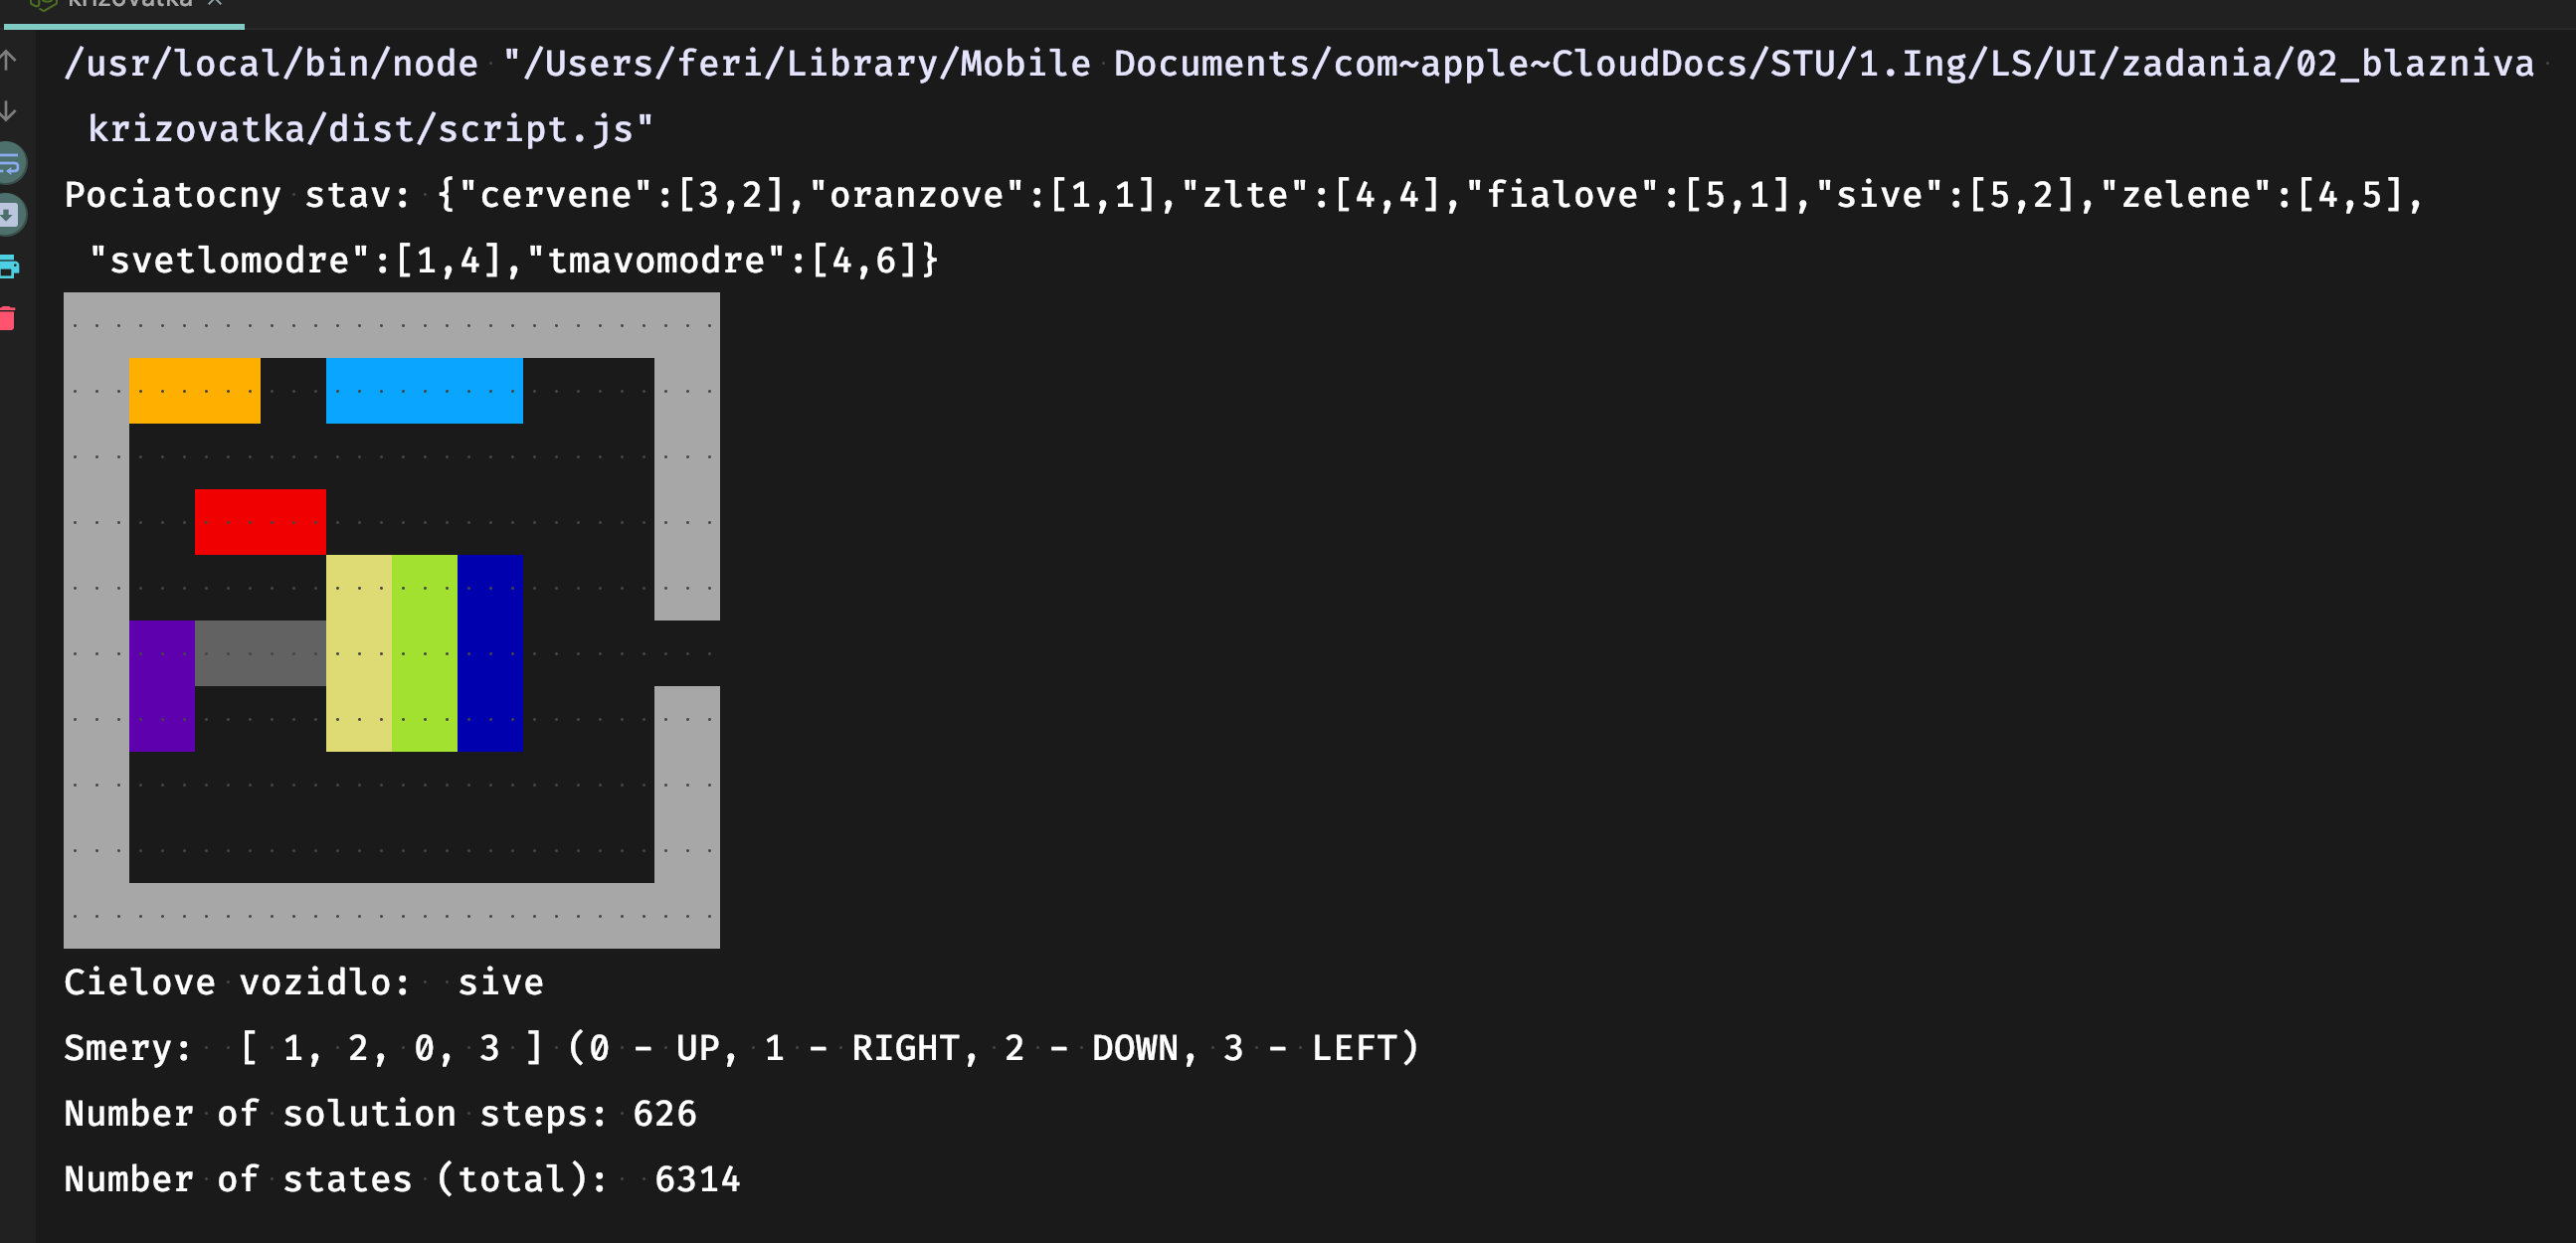 krizovatka ×
/usr/local/bin/node "/Users/feri/Library/Mobile Documents/com~apple~CloudDocs/STU/1.Ing/LS/UI/zadania/02_blazniva
krizovatka/dist/script.js"
Pociatocny stav: {"cervene":[3,2],"oranzove":[1,1],"zlte":[4,4],"fialove":[5,1],"sive":[5,2],"zelene":[4,5],
"svetlomodre":[1,4],"tmavomodre":[4,6]}
Cielove vozidlo:  sive
Smery:  [ 1, 2, 0, 3 ] (0 - UP, 1 - RIGHT, 2 - DOWN, 3 - LEFT)
Number of solution steps: 626
Number of states (total):  6314